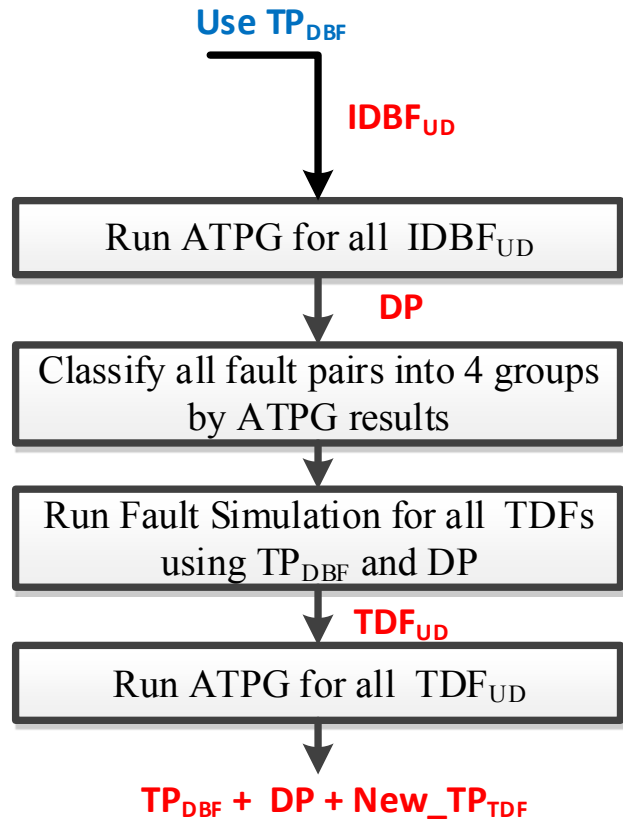 Use TP_DBF
IDBF_UD
Run ATPG for all IDBF_UD
DP
Classify all fault pairs into 4 groups
by ATPG results
Run Fault Simulation for all TDFs
using TP_DBF and DP
TDF_UD
Run ATPG for all TDF_UD
TP_DBF + DP + New_TP_TDF